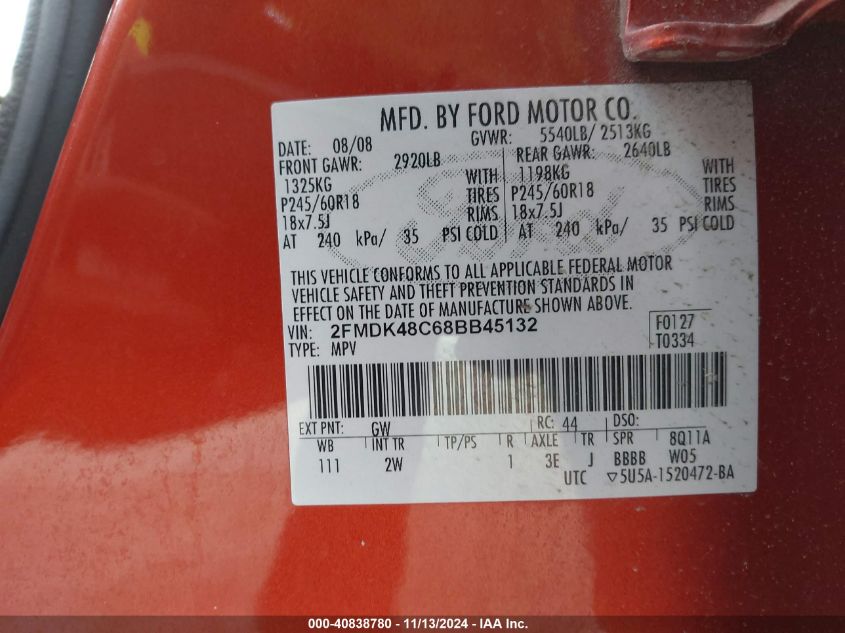 MFD. BY FORD MOTOR CO.
DATE: 08/08 GVWR: 5540LB/ 2513KG
FRONT GAWR: 2920LB REAR GAWR: 2640LB
1325KG WITH 1198KG WITH
P245/60R18 TIRES P245/60R18 TIRES
18x7.5J RIMS 18x7.5J RIMS
AT 240 kPa/ 35 PSI COLD AT 240 kPa/ 35 PSI COLD
THIS VEHICLE CONFORMS TO ALL APPLICABLE FEDERAL MOTOR
VEHICLE SAFETY AND THEFT PREVENTION STANDARDS IN
EFFECT ON THE DATE OF MANUFACTURE SHOWN ABOVE.
VIN: 2FMDK48C68BB45132 F0127
TYPE: MPV T0334
EXT PNT: GW RC: 44 DSO:
WB INT TR TP/PS R AXLE TR SPR 8Q11A
111 2W 1 3E J BBBB W05
UTC ▽5U5A-1520472-BA
000-40838780 - 11/13/2024 - IAA Inc.